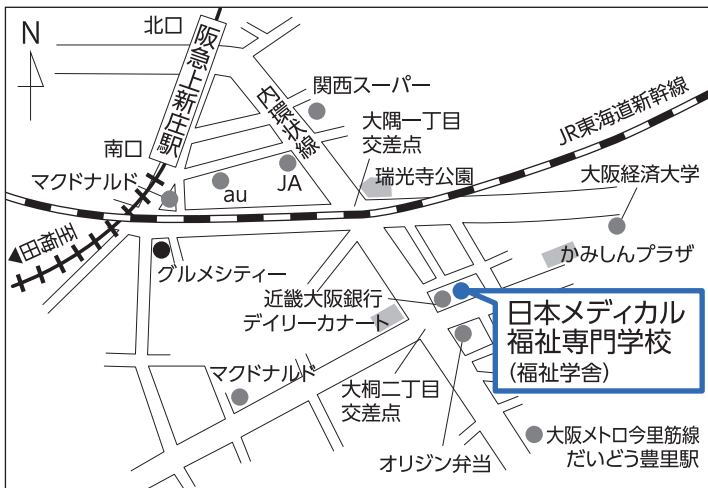 北口
N
阪急上新庄駅
内環状線
関西スーパー
JR東海道新幹線
大隅一丁目
交差点
南口
マクドナルド
au
JA
瑞光寺公園
大阪経済大学
至梅田
グルメシティー
かみしんプラザ
近畿大阪銀行
デイリーカナート
日本メディカル
福祉専門学校
(福祉学舎)
マクドナルド
大桐二丁目
交差点
オリジン弁当
大阪メトロ今里筋線
だいどう豊里駅